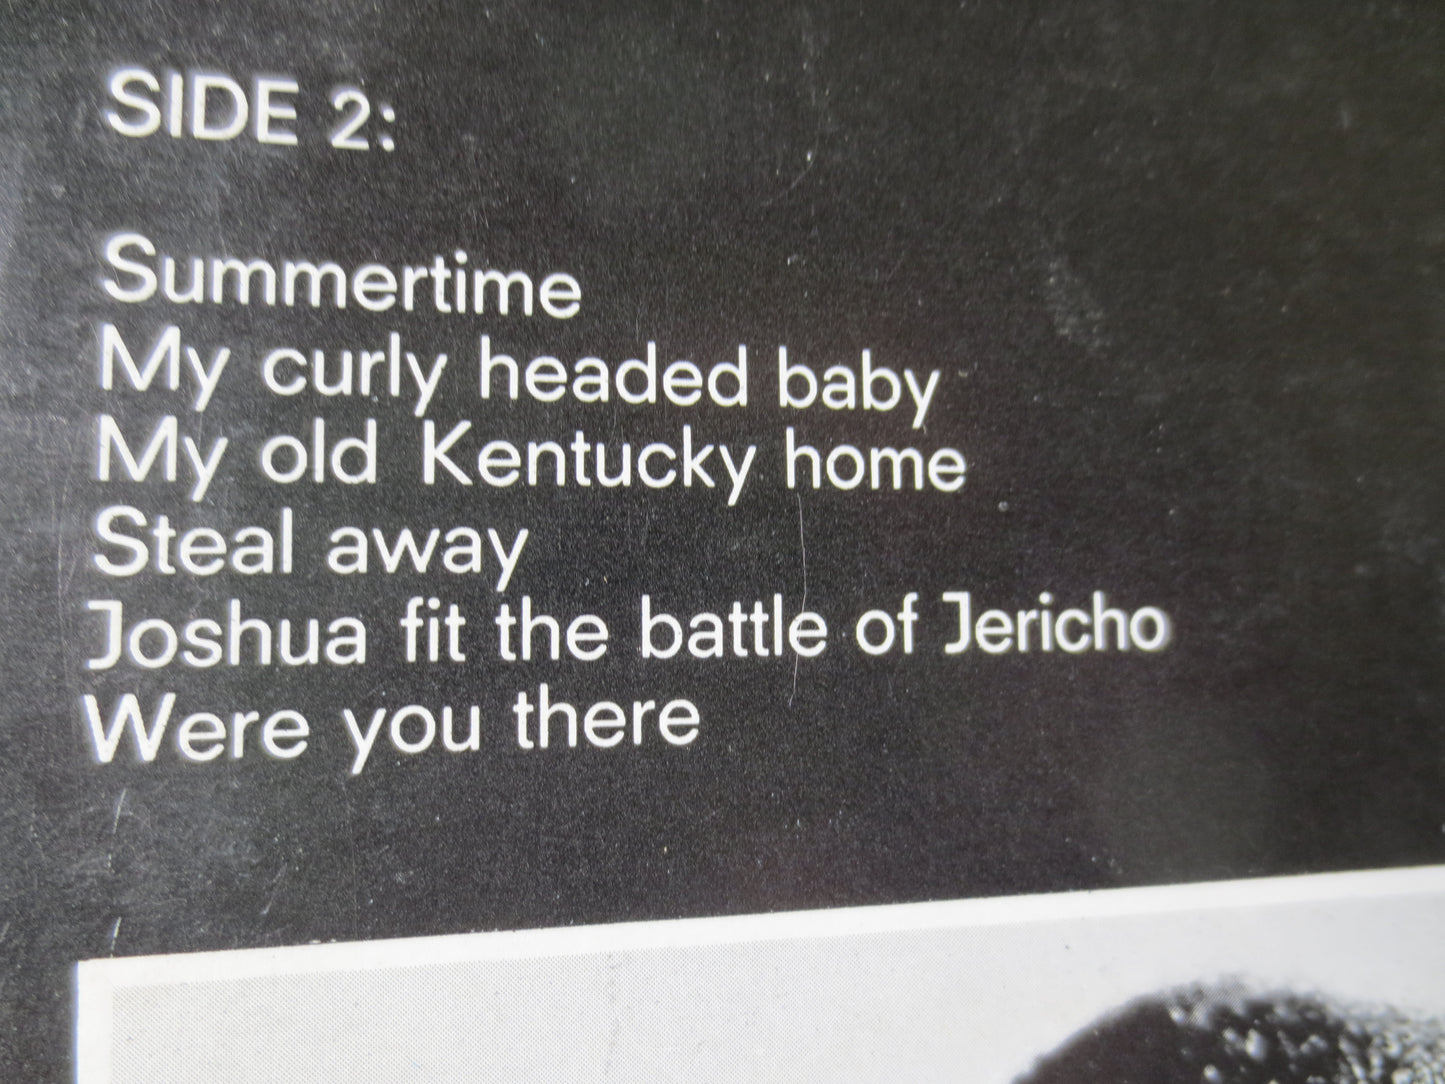 SIDE 2:
Summertime
My curly headed baby
My old Kentucky home
Steal away
Joshua fit the battle of Jericho
Were you there